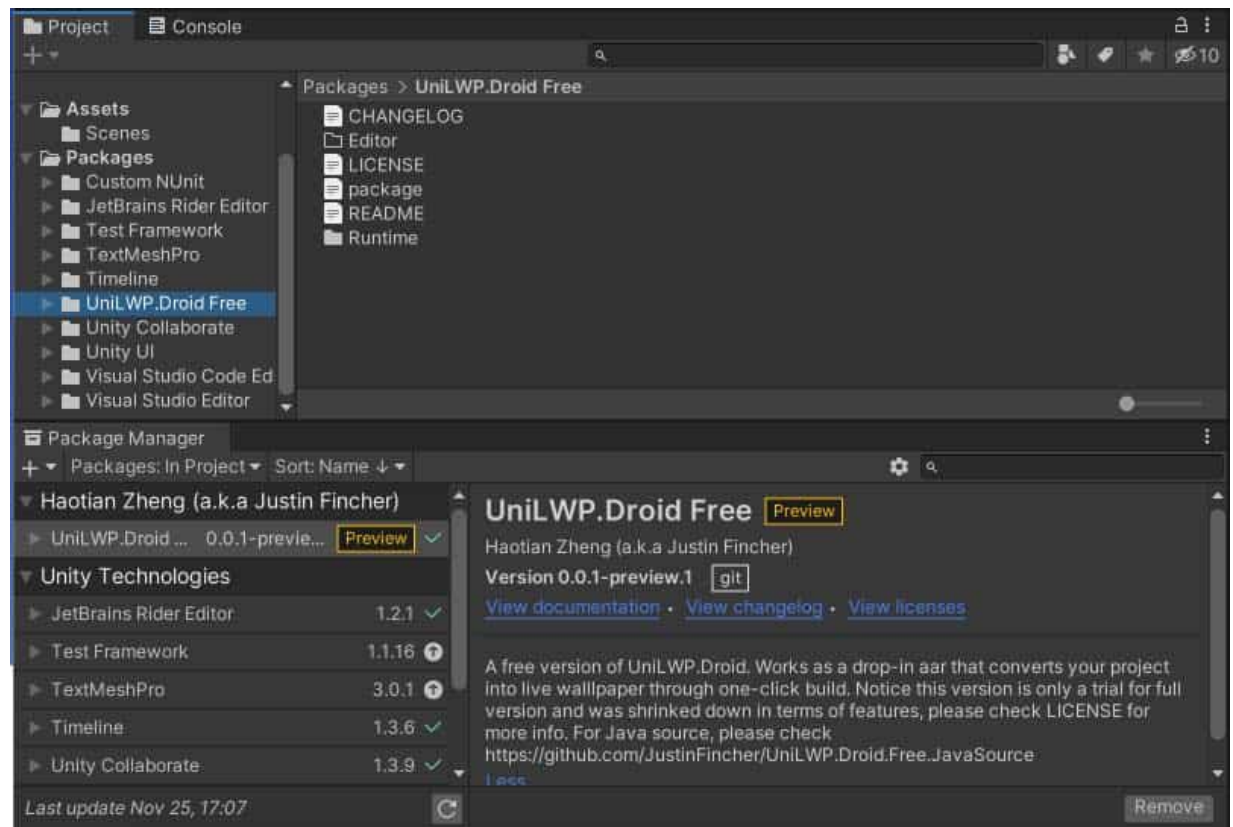 Project Console
10
Packages > UniLWP.Droid Free
Assets
Scenes
Packages
Custom NUnit
JetBrains Rider Editor
Test Framework
TextMeshPro
Timeline
UniLWP.Droid Free
Unity Collaborate
Unity UI
Visual Studio Code Ed
Visual Studio Editor
CHANGELOG
Editor
LICENSE
package
README
Runtime
Package Manager
Packages: In Project Sort: Name ↓
Haotian Zheng (a.k.a Justin Fincher)
UniLWP.Droid ... 0.0.1-previe... Preview
Unity Technologies
JetBrains Rider Editor 1.2.1
Test Framework 1.1.16
TextMeshPro 3.0.1
Timeline 1.3.6
Unity Collaborate 1.3.9
Last update Nov 25, 17:07
UniLWP.Droid Free Preview
Haotian Zheng (a.k.a Justin Fincher)
Version 0.0.1-preview.1 git
View documentation • View changelog • View licenses
A free version of UniLWP.Droid. Works as a drop-in aar that converts your project
into live walllpaper through one-click build. Notice this version is only a trial for full
version and was shrinked down in terms of features, please check LICENSE for
more info. For Java source, please check
https://github.com/JustinFincher/UniLWP.Droid.Free.JavaSource
Less
Remove